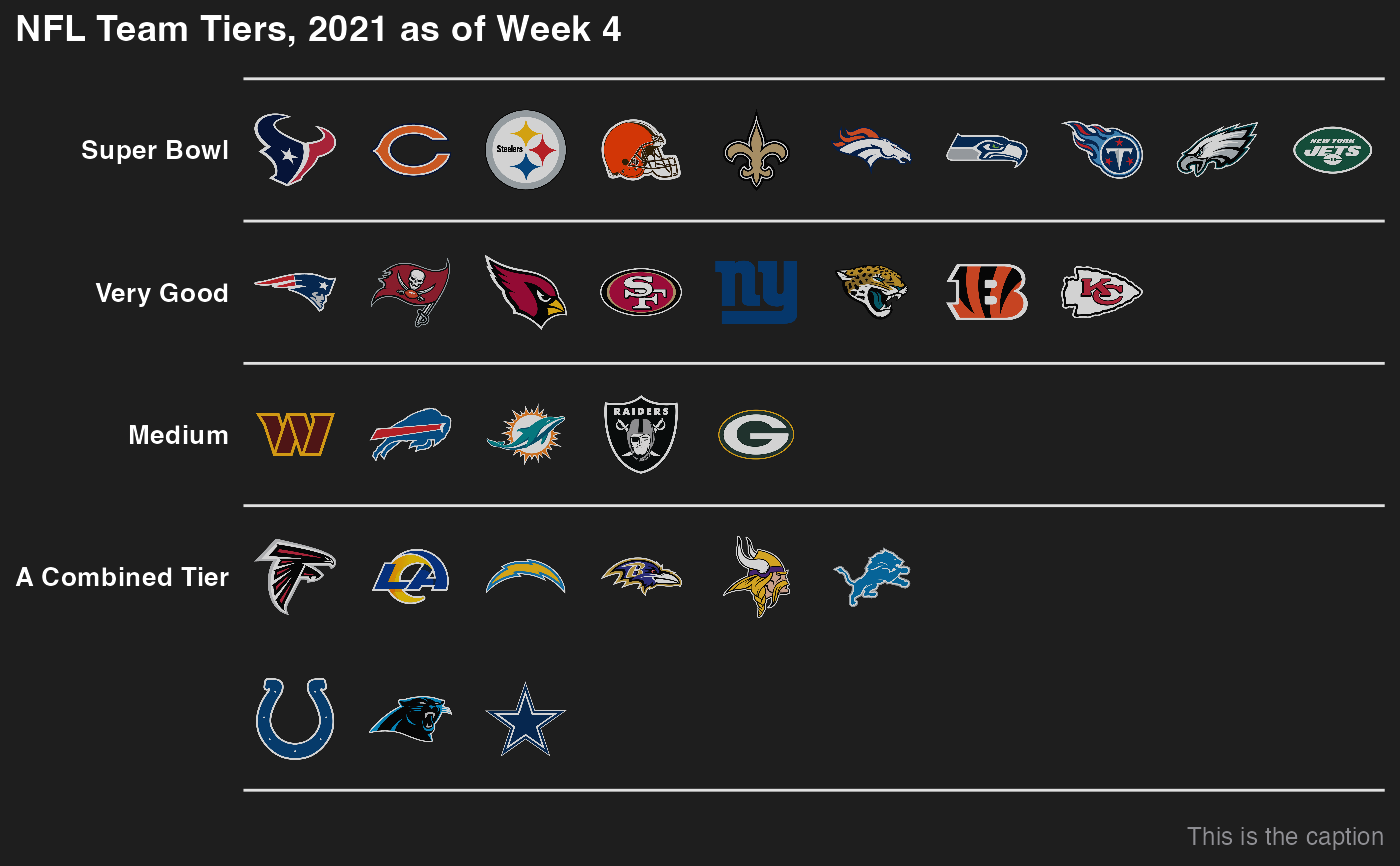 NFL Team Tiers, 2021 as of Week 4
Super Bowl
Steelers
NEW YORK
JETS
Very Good
SF
ny
B
KC
Medium
W
RAIDERS
G
A Combined Tier
LA
B
This is the caption